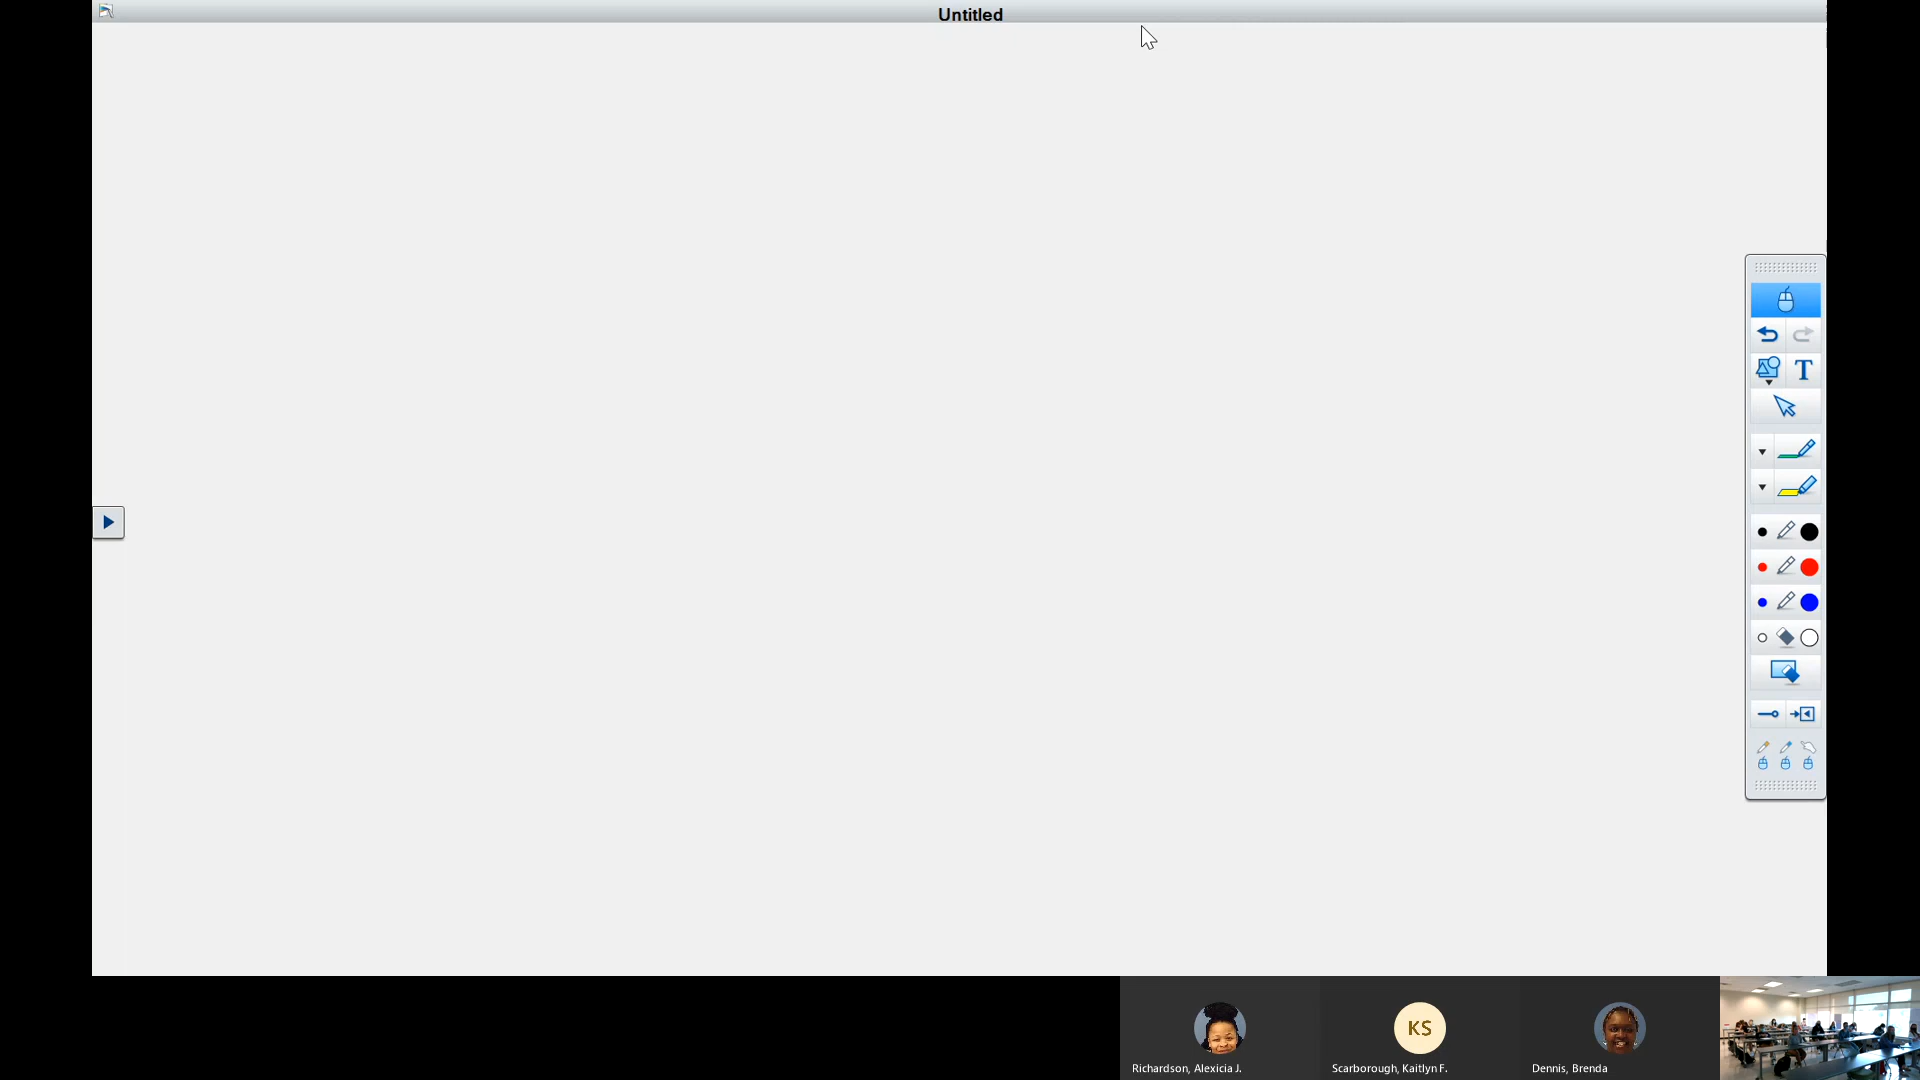 Untitled
T
KS
Richardson, Alexicia J.
Scarborough, Kaitlyn F.
Dennis, Brenda